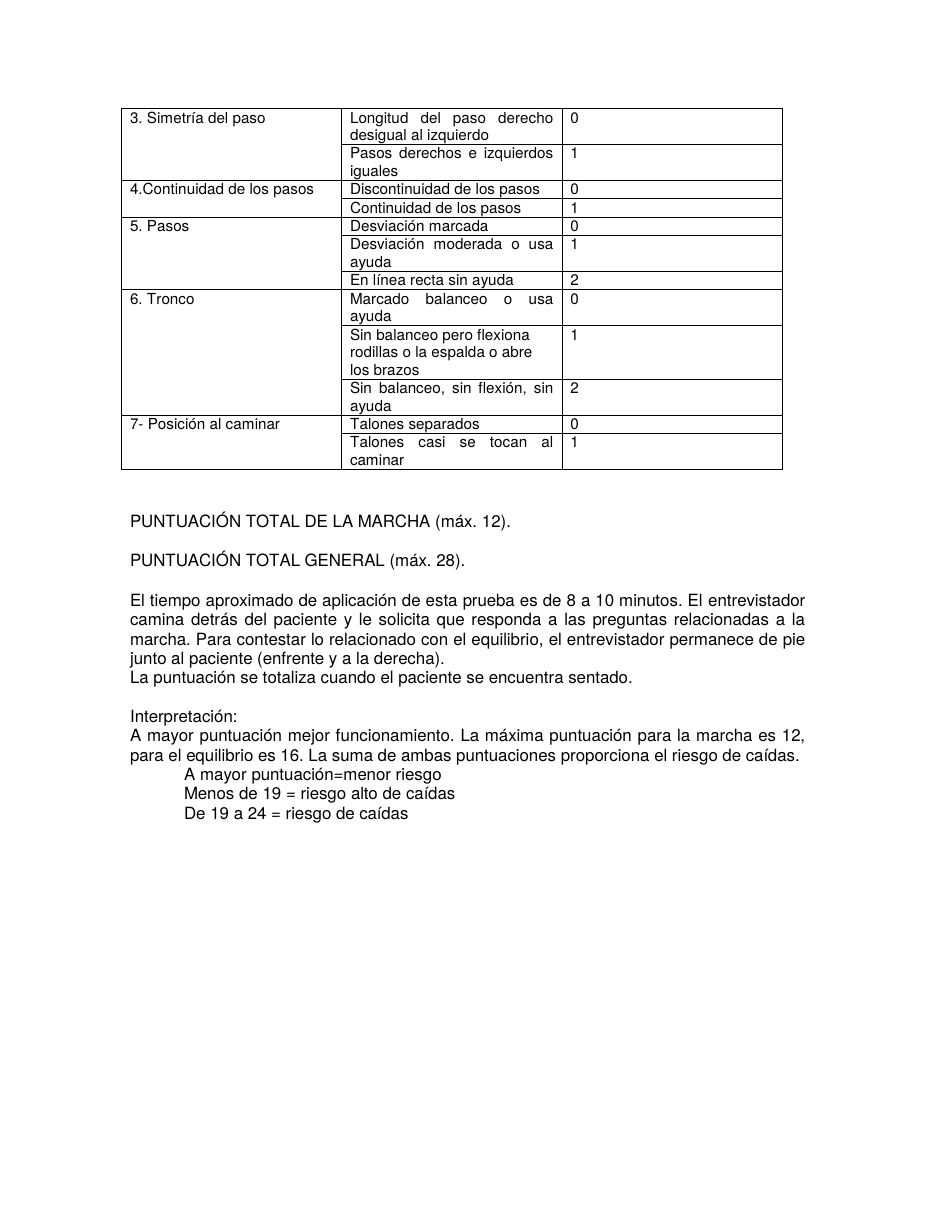 3. Simetría del paso
Longitud del paso derecho
desigual al izquierdo
0
Pasos derechos e izquierdos
iguales
1
4.Continuidad de los pasos
Discontinuidad de los pasos
0
Continuidad de los pasos
1
5. Pasos
Desviación marcada
0
Desviación moderada o usa
ayuda
1
En línea recta sin ayuda
2
6. Tronco
Marcado balanceo o usa
ayuda
0
Sin balanceo pero flexiona
rodillas o la espalda o abre
los brazos
1
Sin balanceo, sin flexión, sin
ayuda
2
7- Posición al caminar
Talones separados
0
Talones casi se tocan al
caminar
1
PUNTUACIÓN TOTAL DE LA MARCHA (máx. 12).
PUNTUACIÓN TOTAL GENERAL (máx. 28).
El tiempo aproximado de aplicación de esta prueba es de 8 a 10 minutos. El entrevistador
camina detrás del paciente y le solicita que responda a las preguntas relacionadas a la
marcha. Para contestar lo relacionado con el equilibrio, el entrevistador permanece de pie
junto al paciente (enfrente y a la derecha).
La puntuación se totaliza cuando el paciente se encuentra sentado.
Interpretación:
A mayor puntuación mejor funcionamiento. La máxima puntuación para la marcha es 12,
para el equilibrio es 16. La suma de ambas puntuaciones proporciona el riesgo de caídas.
A mayor puntuación=menor riesgo
Menos de 19 = riesgo alto de caídas
De 19 a 24 = riesgo de caídas